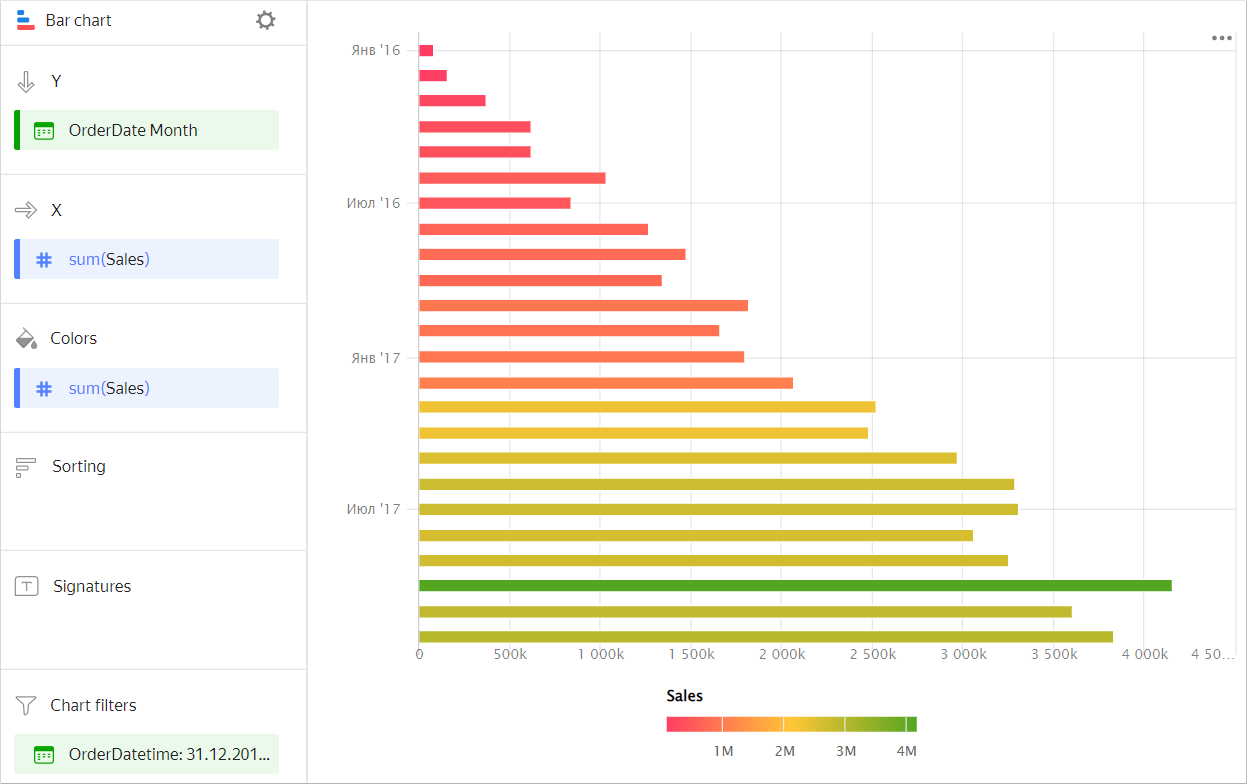 Bar chart
Y
OrderDate Month
X
sum(Sales)
Colors
sum(Sales)
Sorting
Signatures
Chart filters
OrderDatetime: 31.12.201...
Янв '16
Июл '16
Янв '17
Июл '17
0 500k 1 000k 1 500k 2 000k 2 500k 3 000k 3 500k 4 000k 4 50...
Sales
1M 2M 3M 4M